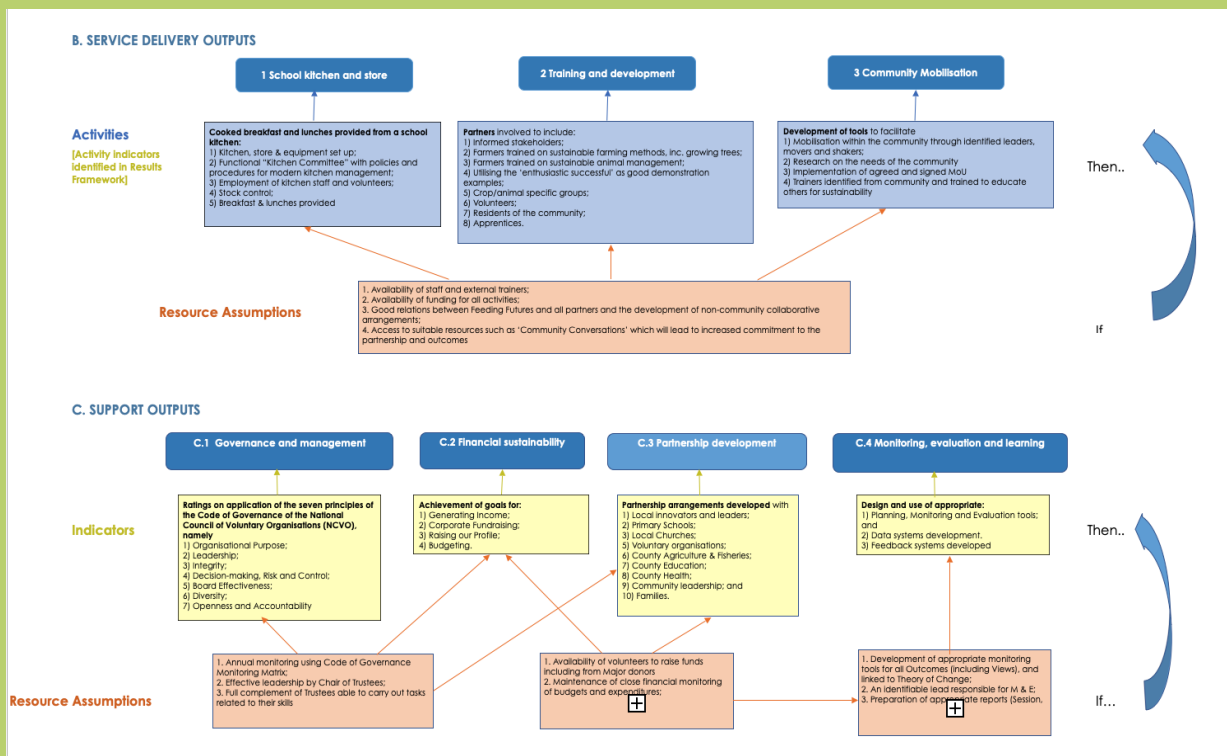 B. SERVICE DELIVERY OUTPUTS
1 School kitchen and store
2 Training and development
3 Community Mobilisation
Activities
[Activity indicators
identified in Results
Framework]
Cooked breakfast and lunches provided from a school
kitchen:
1) Kitchen, store & equipment set up;
2) Functional "Kitchen Committee" with policies and
procedures for modern kitchen management;
3) Employment of kitchen staff and volunteers;
4) Stock control;
5) Breakfast & lunches provided
Partners involved to include:
1) Informed stakeholders;
2) Farmers trained on sustainable farming methods, inc. growing trees;
3) Farmers trained on sustainable animal management;
4) Utilising the 'enthusiastic successful' as good demonstration
examples;
5) Crop/animal specific groups;
6) Volunteers;
7) Residents of the community;
8) Apprentices.
Development of tools to facilitate
1) Mobilisation within the community through identified leaders,
movers and shakers;
2) Research on the needs of the community
3) Implementation of agreed and signed MoU
4) Trainers identified from community and trained to educate
others for sustainability
Then..
Resource Assumptions
1. Availability of staff and external trainers;
2. Availability of funding for all activities;
3. Good relations between Feeding Futures and all partners and the development of non-community collaborative
arrangements;
4. Access to suitable resources such as 'Community Conversations' which will lead to increased commitment to the
partnership and outcomes
If
C. SUPPORT OUTPUTS
C.1 Governance and management
C.2 Financial sustainability
C.3 Partnership development
C.4 Monitoring, evaluation and learning
Indicators
Ratings on application of the seven principles of
the Code of Governance of the National
Council of Voluntary Organisations (NCVO),
namely
1) Organisational Purpose;
2) Leadership;
3) Integrity;
4) Decision-making, Risk and Control;
5) Board Effectiveness;
6) Diversity;
7) Openness and Accountability
Achievement of goals for:
1) Generating Income;
2) Corporate Fundraising;
3) Raising our Profile;
4) Budgeting.
Partnership arrangements developed with
1) Local innovators and leaders;
2) Primary Schools;
3) Local Churches;
5) Voluntary organisations;
6) County Agriculture & Fisheries;
7) County Education;
8) County Health;
9) Community leadership; and
10) Families.
Design and use of appropriate:
1) Planning, Monitoring and Evaluation tools;
and
2) Data systems development.
3) Feedback systems developed
Then..
Resource Assumptions
1. Annual monitoring using Code of Governance
Monitoring Matrix;
2. Effective leadership by Chair of Trustees;
3. Full complement of Trustees able to carry out tasks
related to their skills
1. Availability of volunteers to raise funds
including from Major donors
2. Maintenance of close financial monitoring
of budgets and expenditures;
1. Development of appropriate monitoring
tools for all Outcomes (including Views), and
linked to Theory of Change;
2. An identifiable lead responsible for M & E;
3. Preparation of appropriate reports (Session,
If...